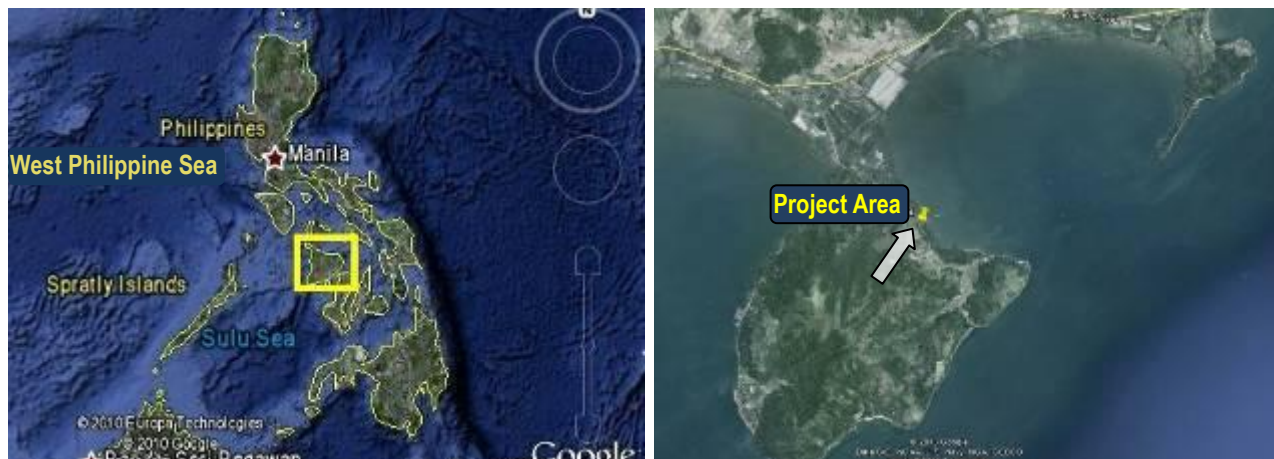 N
Philippines
Manila
West Philippine Sea
Spratly Islands
Sulu Sea
© 2010 Europa Technologies
© 2010 Google
Google
Project Area